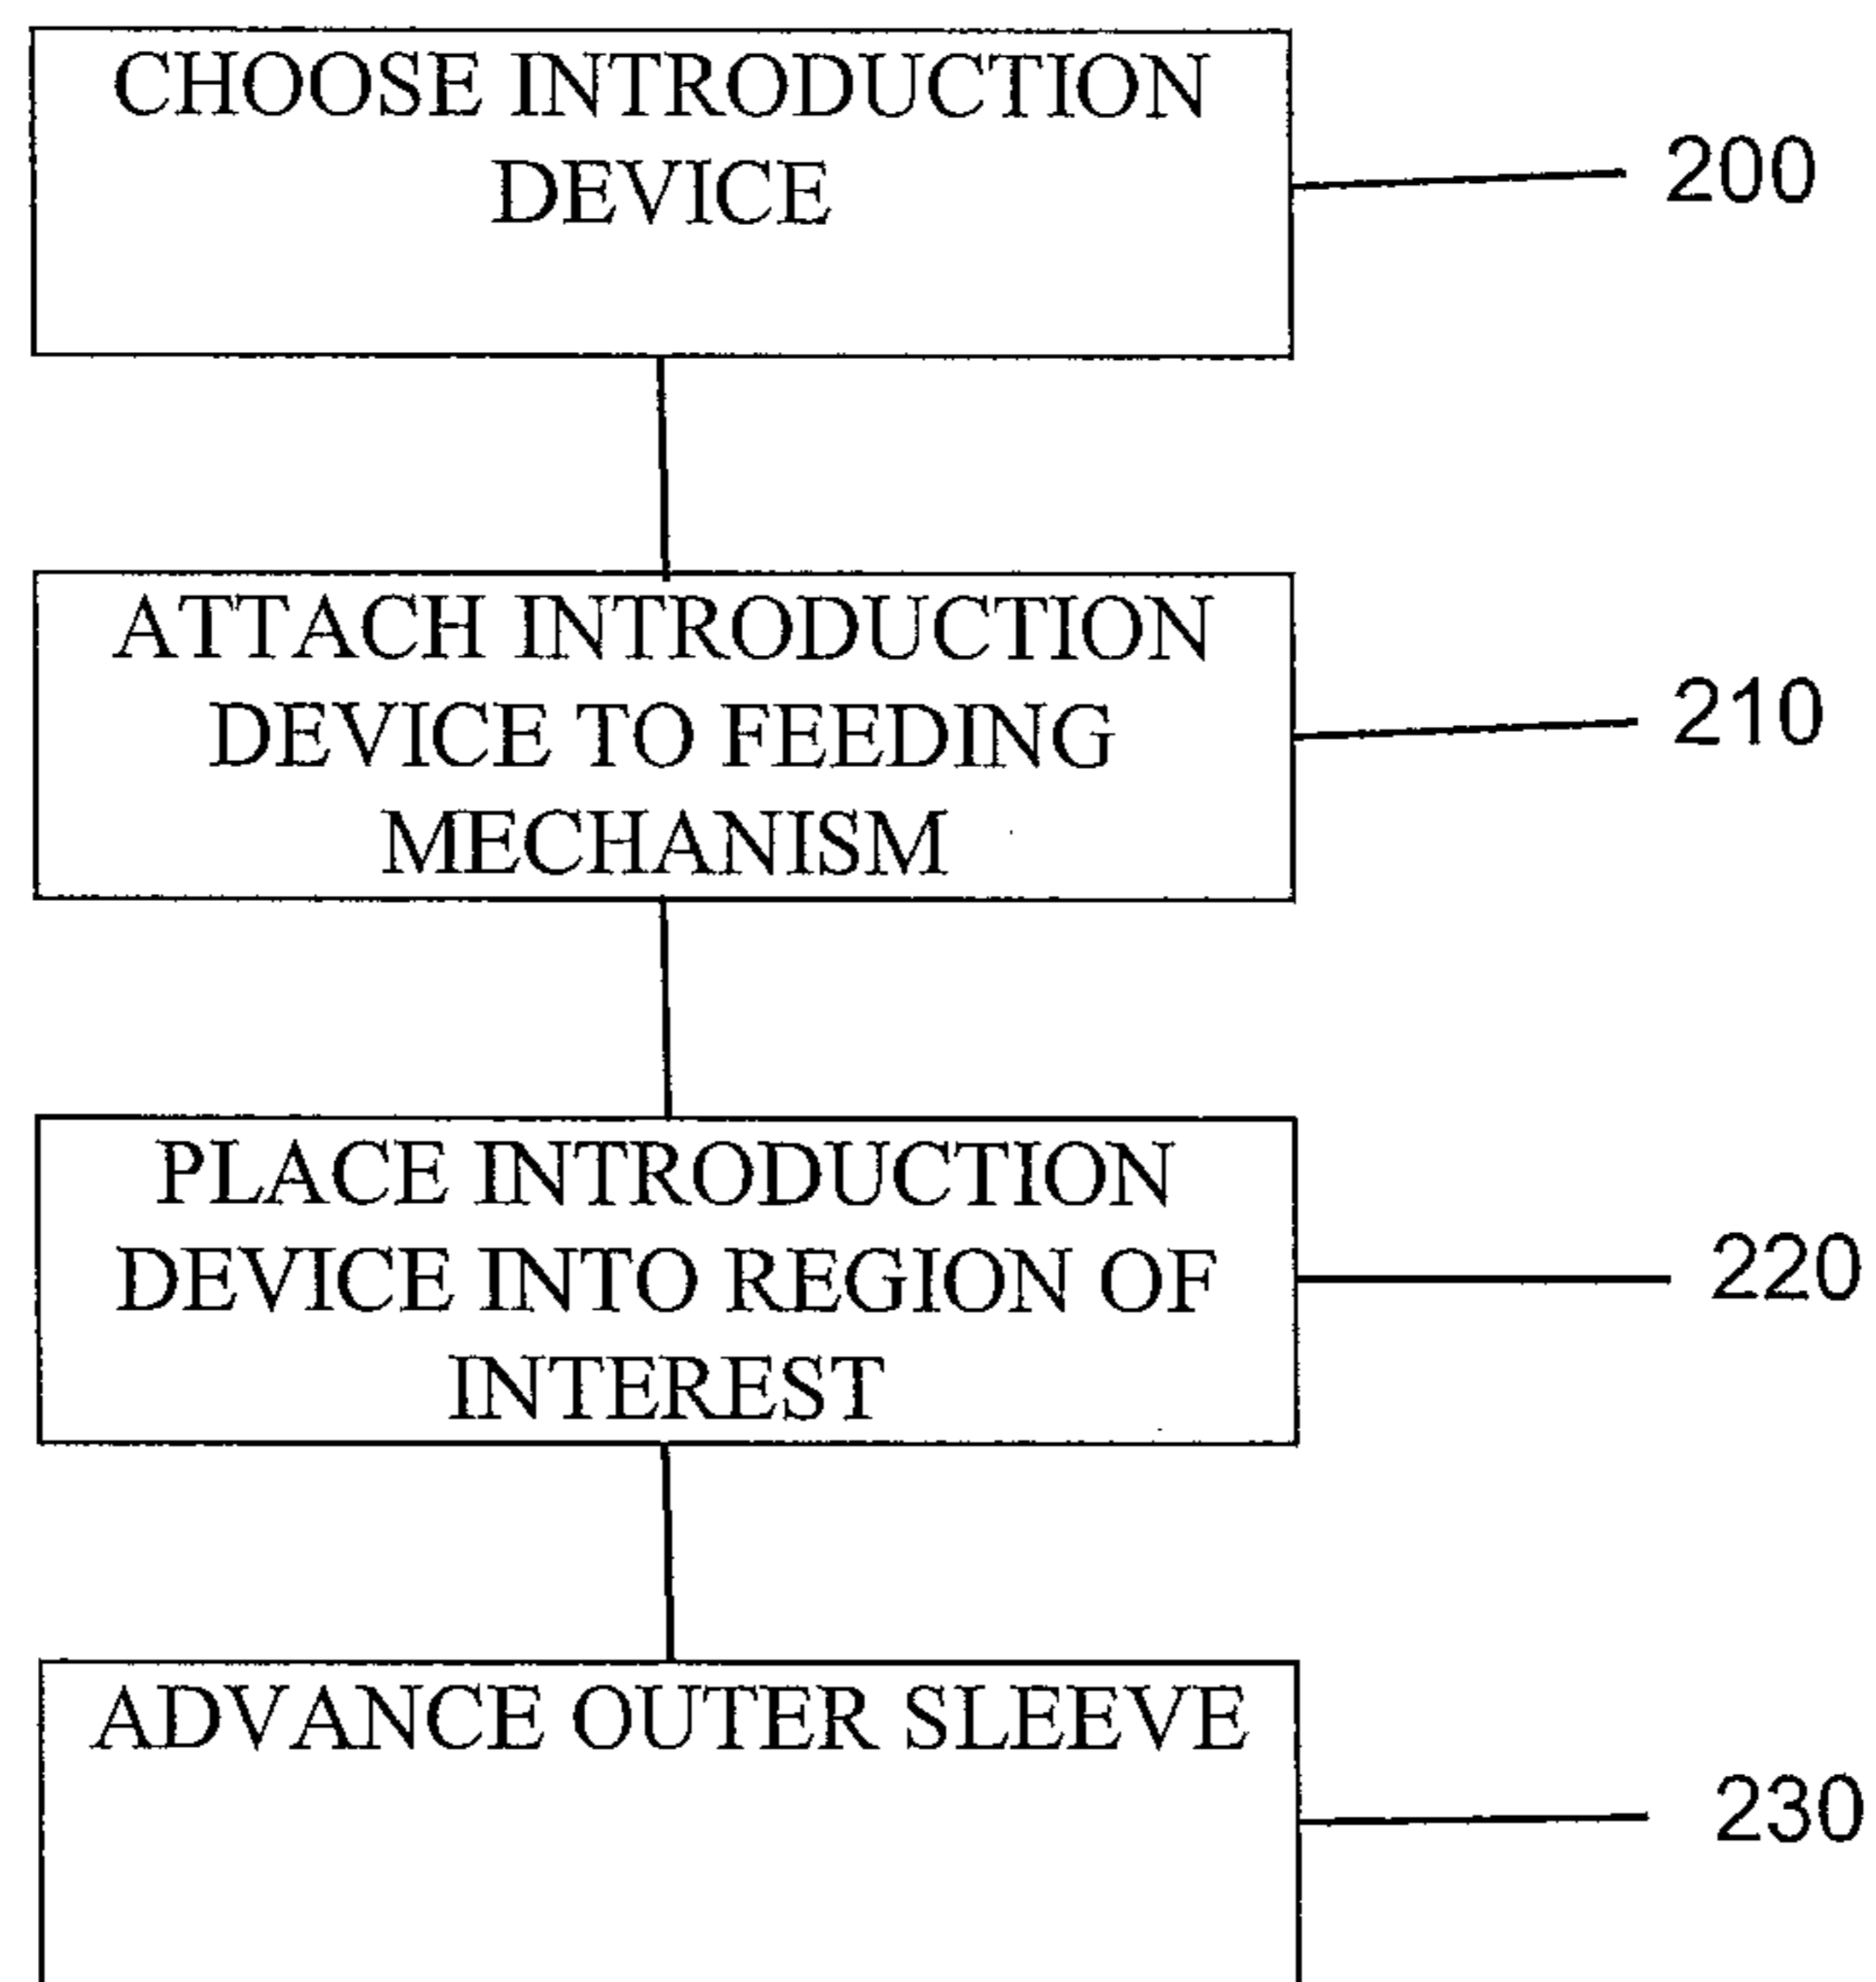 CHOOSE INTRODUCTION
DEVICE
200
ATTACH INTRODUCTION
DEVICE TO FEEDING
MECHANISM
210
PLACE INTRODUCTION
DEVICE INTO REGION OF
INTEREST
220
ADVANCE OUTER SLEEVE
230